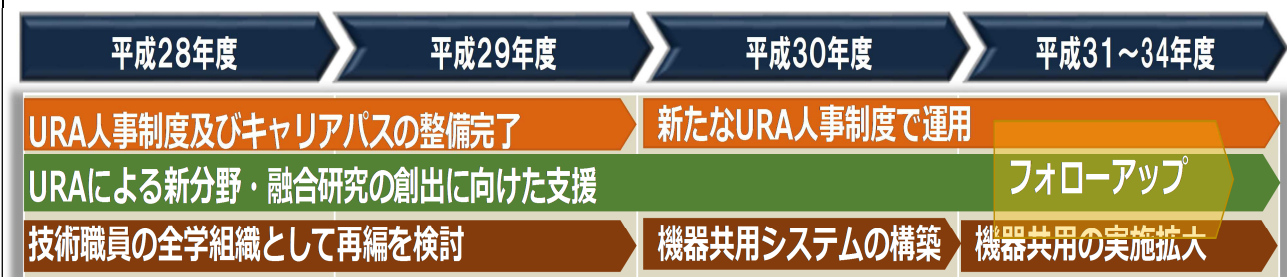 平成28年度 平成29年度 平成30年度 平成31～34年度
URA人事制度及びキャリアパスの整備完了 新たなURA人事制度で運用
URAによる新分野・融合研究の創出に向けた支援 フォローアップ
技術職員の全学組織として再編を検討 機器共用システムの構築 機器共用の実施拡大